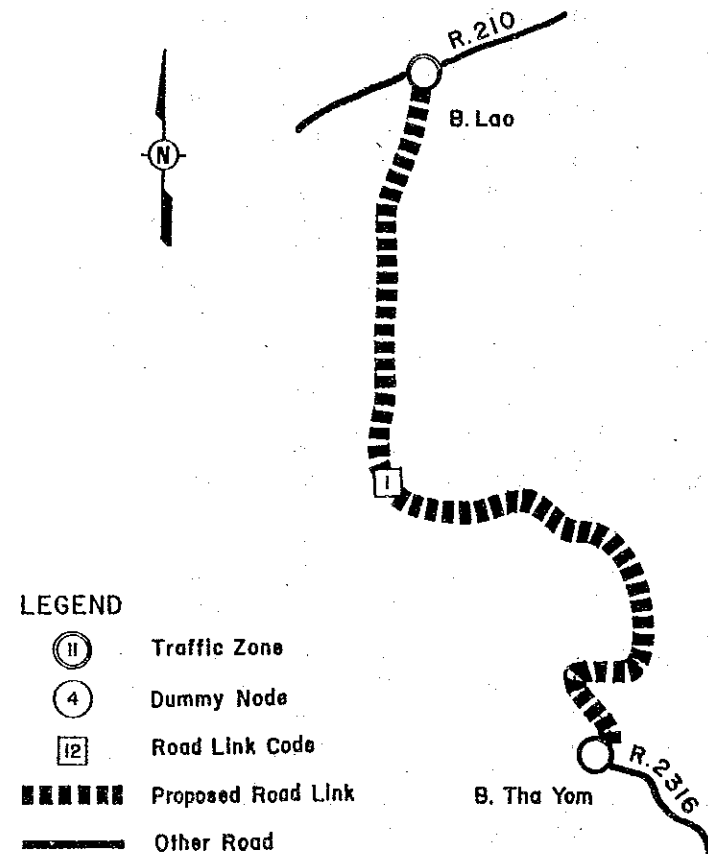 R.210
B. Lao
N
1
LEGEND
11 Traffic Zone
4 Dummy Node
12 Road Link Code
Proposed Road Link
Other Road
B. Tha Yom
R.2316